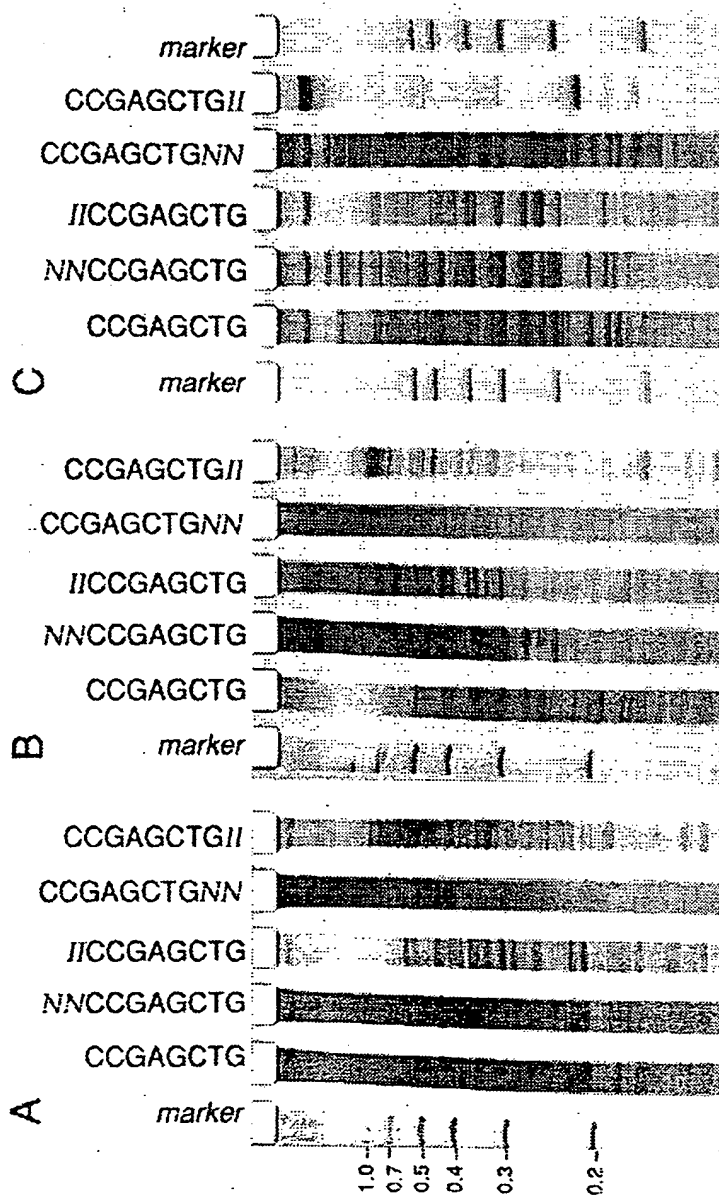 marker
CCGAGCTGII
CCGAGCTGNN
IICCGAGCTG
NNCCGAGCTG
CCGAGCTG
C
marker
CCGAGCTGII
CCGAGCTGNN
IICCGAGCTG
NNCCGAGCTG
CCGAGCTG
B
marker
CCGAGCTGII
CCGAGCTGNN
IICCGAGCTG
NNCCGAGCTG
CCGAGCTG
A
marker
1.0
0.7
0.5
0.4
0.3
0.2